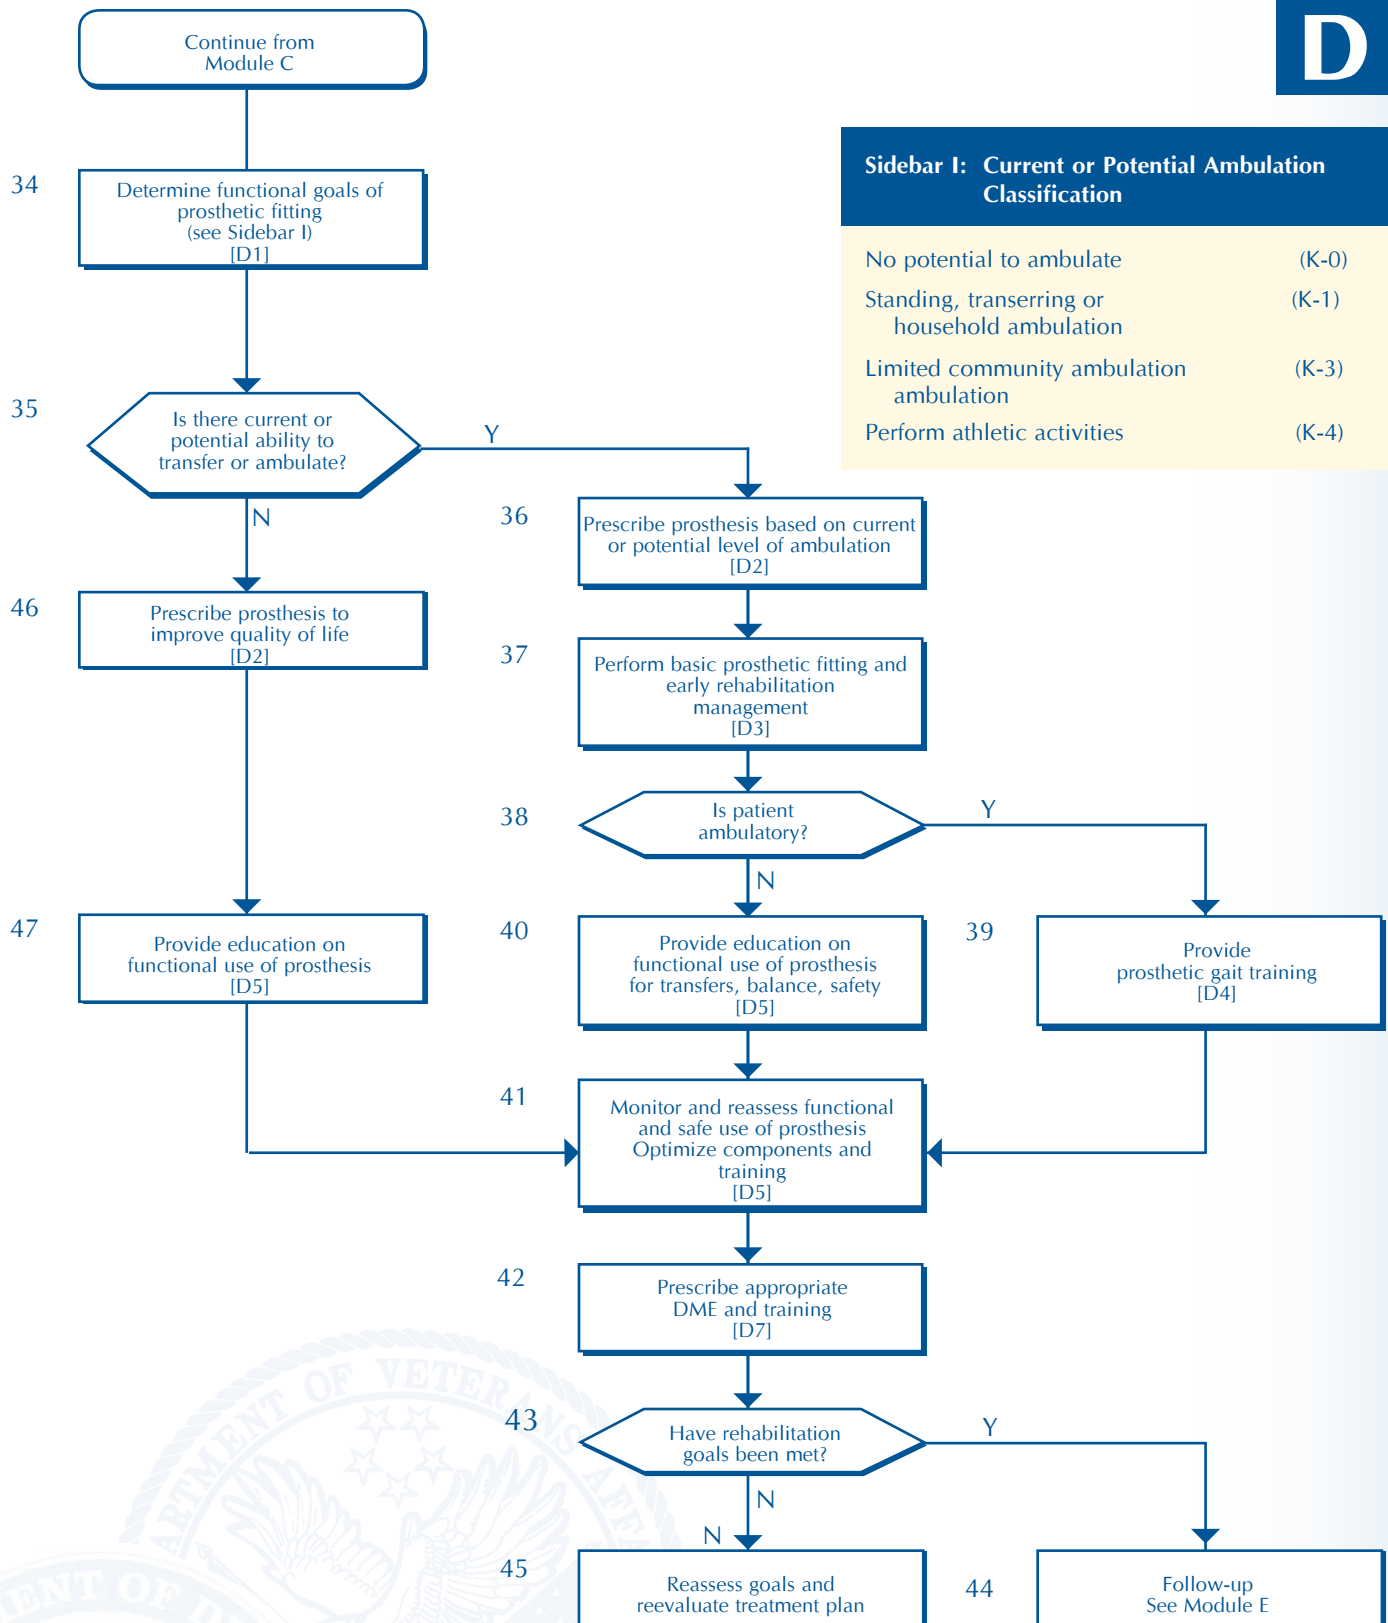 Continue from
Module C
D
34
Determine functional goals of
prosthetic fitting
(see Sidebar I)
[D1]
Sidebar I: Current or Potential Ambulation
Classification
No potential to ambulate (K-0)
Standing, transerring or (K-1)
household ambulation
Limited community ambulation (K-3)
ambulation
Perform athletic activities (K-4)
35
Is there current or
potential ability to
transfer or ambulate?
Y
N
36
Prescribe prosthesis based on current
or potential level of ambulation
[D2]
46
Prescribe prosthesis to
improve quality of life
[D2]
37
Perform basic prosthetic fitting and
early rehabilitation
management
[D3]
38
Is patient
ambulatory?
Y
N
47
Provide education on
functional use of prosthesis
[D5]
40
Provide education on
functional use of prosthesis
for transfers, balance, safety
[D5]
39
Provide
prosthetic gait training
[D4]
41
Monitor and reassess functional
and safe use of prosthesis
Optimize components and
training
[D5]
42
Prescribe appropriate
DME and training
[D7]
43
Have rehabilitation
goals been met?
Y
N
N
45
Reassess goals and
reevaluate treatment plan
44
Follow-up
See Module E
ARTMENT OF VETERANS AFFA
MENT OF D